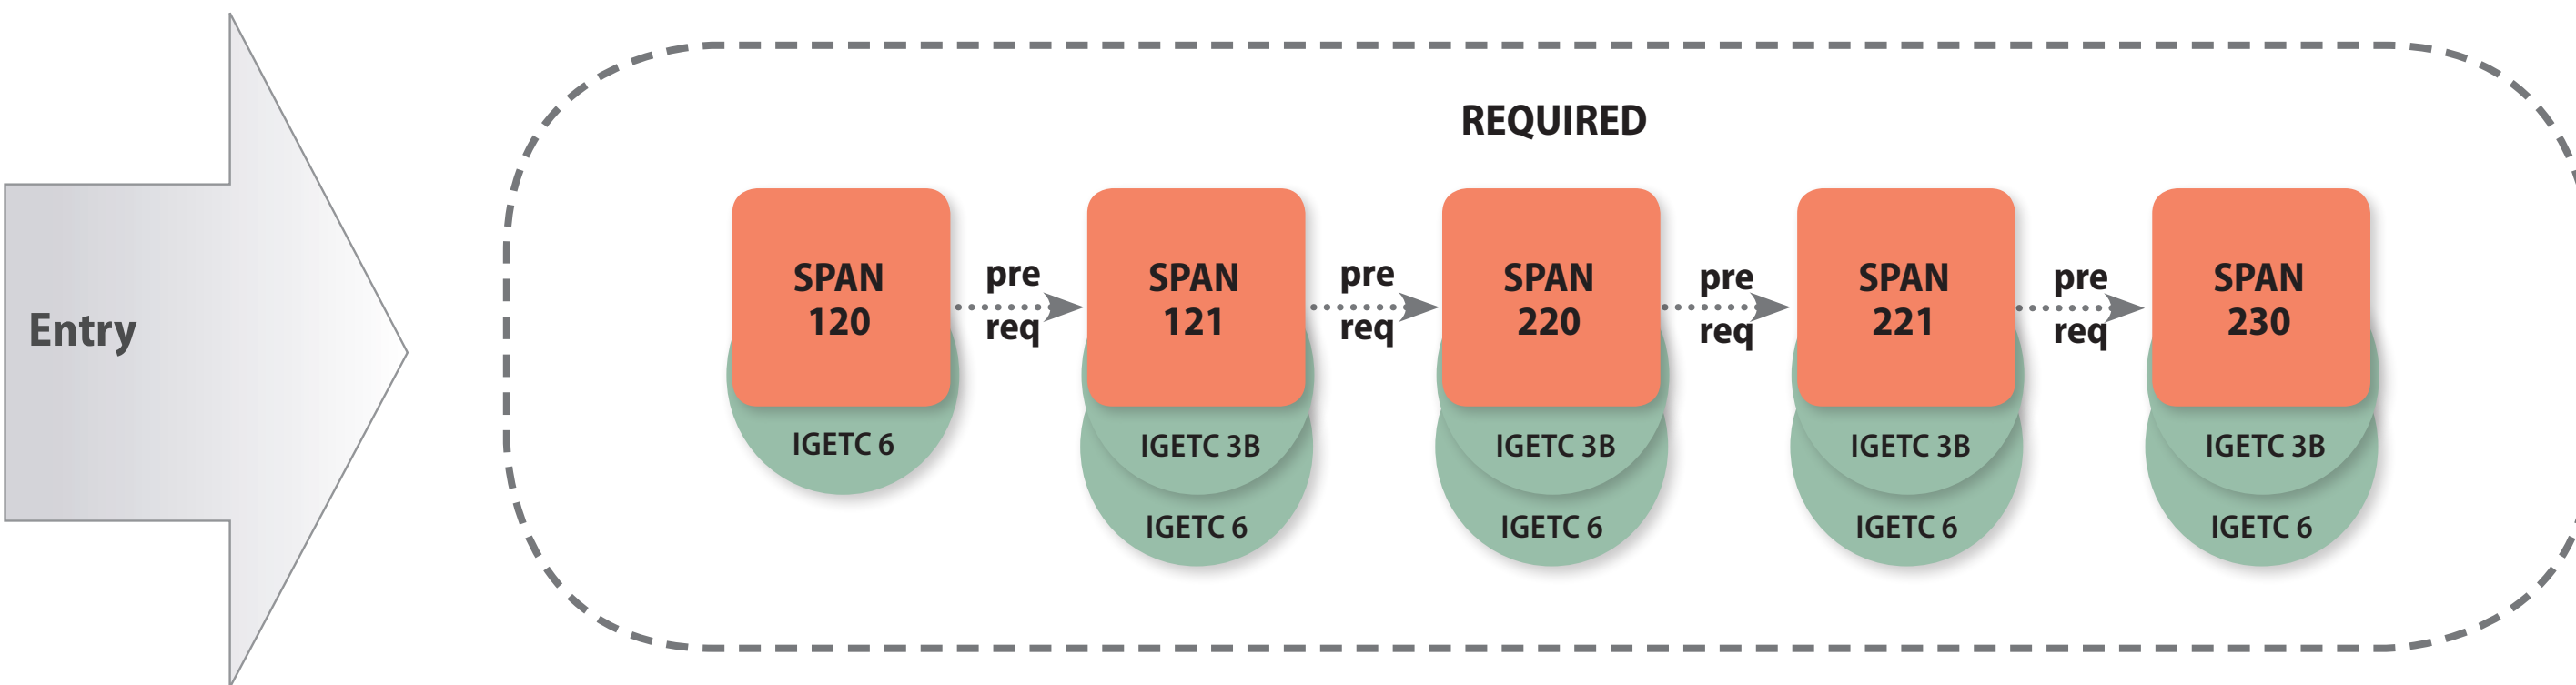 Entry
REQUIRED
SPAN
120
pre
req
SPAN
121
pre
req
SPAN
220
pre
req
SPAN
221
pre
req
SPAN
230
IGETC 6
IGETC 3B
IGETC 6
IGETC 3B
IGETC 6
IGETC 3B
IGETC 6
IGETC 3B
IGETC 6